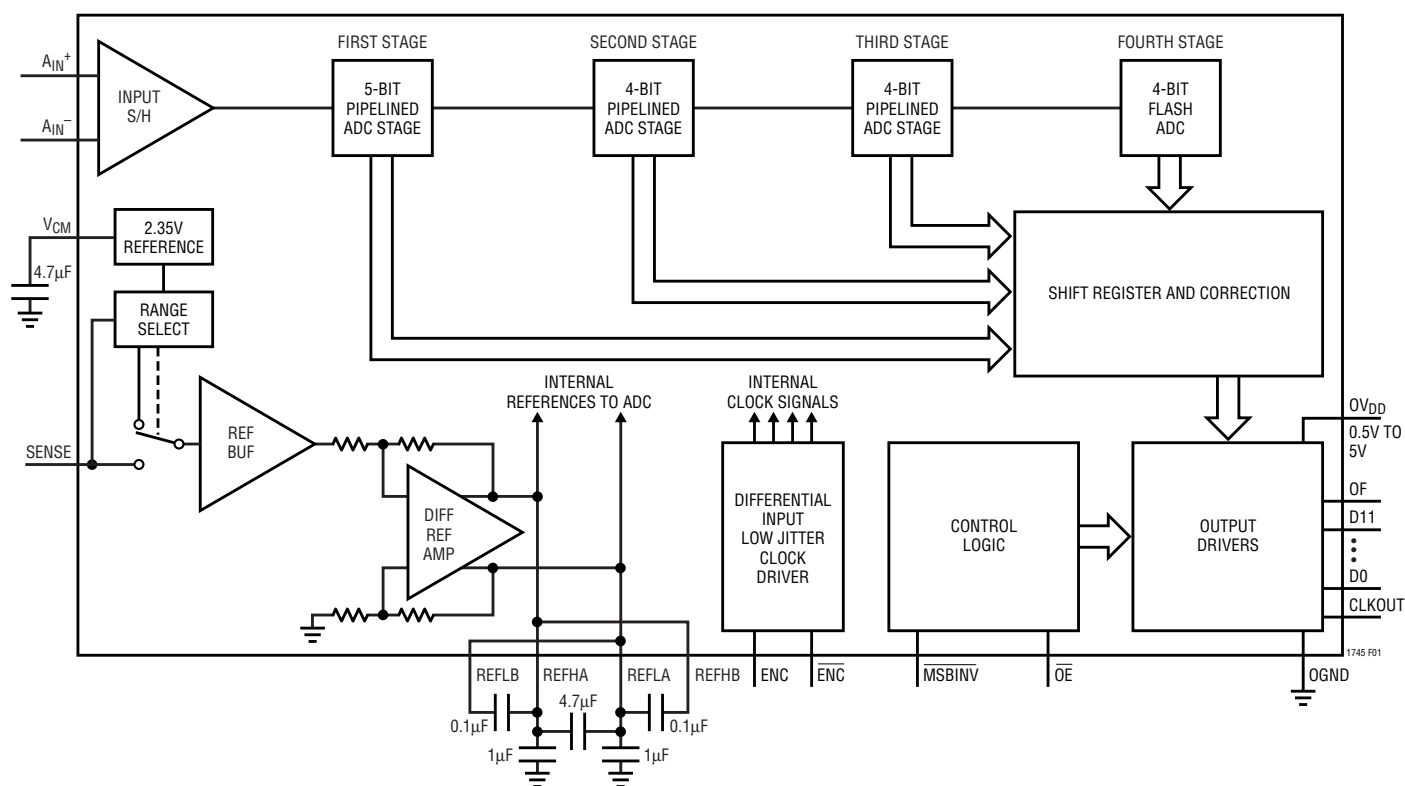 FIRST STAGE
SECOND STAGE
THIRD STAGE
FOURTH STAGE
AIN+
AIN–
INPUT
S/H
5-BIT
PIPELINED
ADC STAGE
4-BIT
PIPELINED
ADC STAGE
4-BIT
PIPELINED
ADC STAGE
4-BIT
FLASH
ADC
VCM
4.7µF
2.35V
REFERENCE
RANGE
SELECT
SHIFT REGISTER AND CORRECTION
SENSE
REF
BUF
DIFF
REF
AMP
INTERNAL
REFERENCES TO ADC
INTERNAL
CLOCK SIGNALS
DIFFERENTIAL
INPUT
LOW JITTER
CLOCK
DRIVER
CONTROL
LOGIC
OUTPUT
DRIVERS
OVDD
0.5V TO
5V
OF
D11
D0
CLKOUT
1745 F01
REFLB
REFHA
REFLA
REFHB
ENC
E̅N̅C̅
M̅S̅B̅I̅N̅V̅
O̅E̅
OGND
4.7µF
0.1µF
0.1µF
1µF
1µF